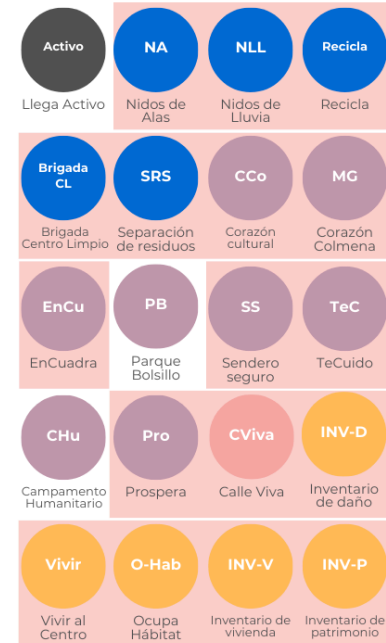 Activo
NA
NLL
Recicla
Llega Activo
Nidos de
Alas
Nidos de
Lluvia
Recicla
Brigada
CL
SRS
CCo
MG
Brigada
Centro Limpio
Separación
de residuos
Corazón
cultural
Corazón
Colmena
EnCu
PB
SS
TeC
EnCuadra
Parque
Bolsillo
Sendero
seguro
TeCuido
CHu
Pro
CViva
INV-D
Campamento
Humanitario
Prospera
Calle Viva
Inventario
de daño
Vivir
O-Hab
INV-V
INV-P
Vivir al
Centro
Ocupa
Hábitat
Inventario de
vivienda
Inventario de
patrimonio